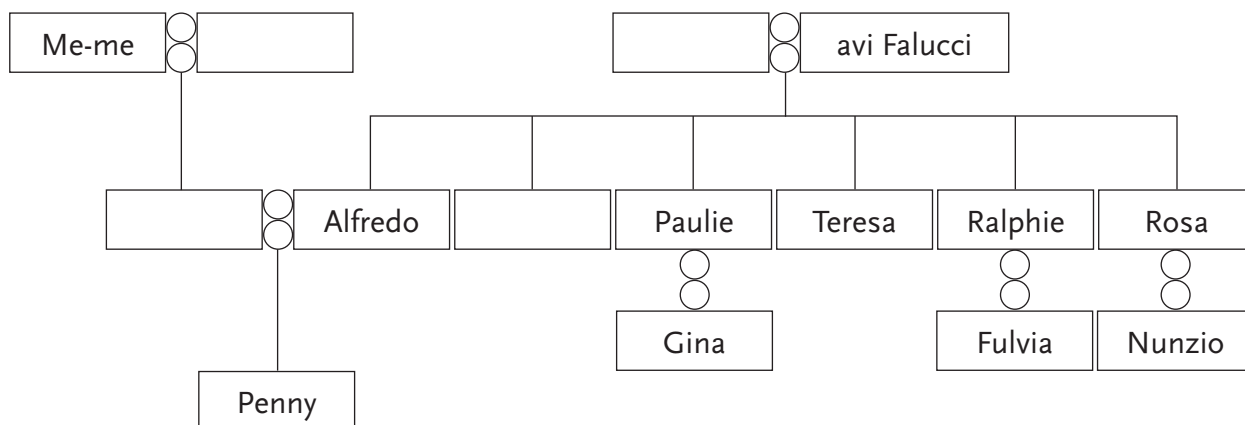 Me-me
avi Falucci
Alfredo
Paulie
Teresa
Ralphie
Rosa
Gina
Fulvia
Nunzio
Penny